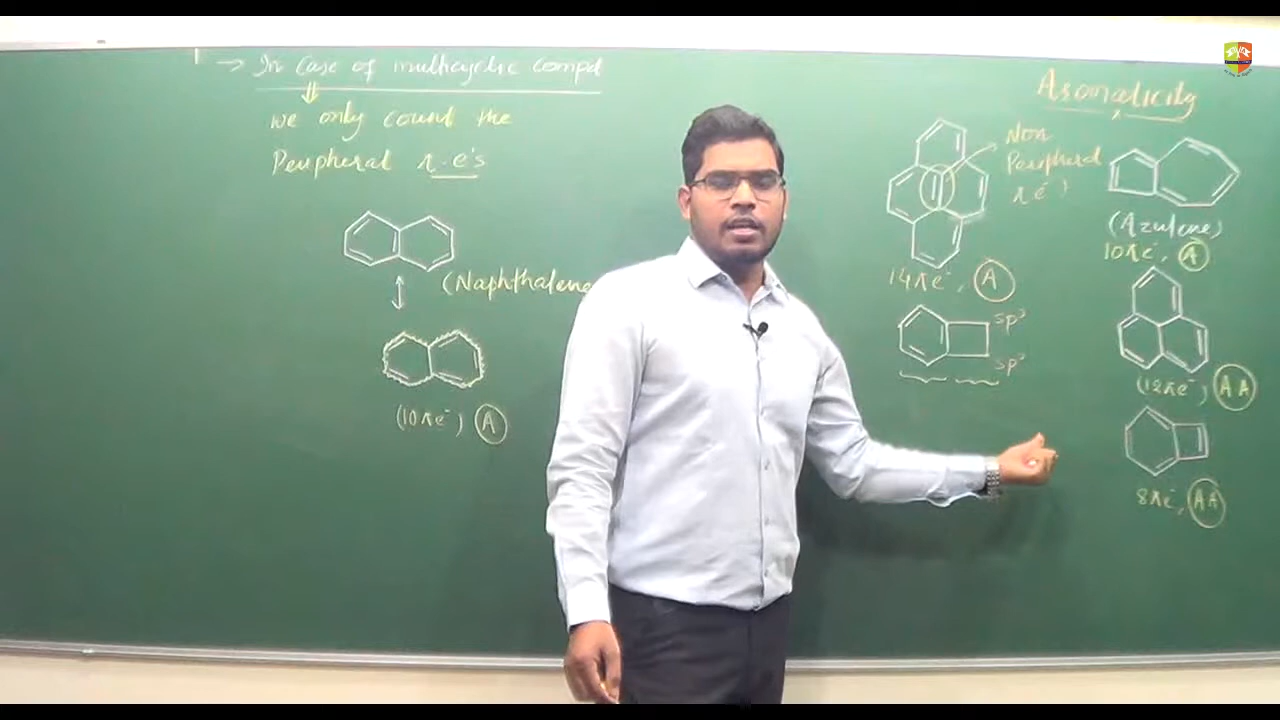 → In case of multicyclic compd
we only count the
Peripheral π-e's
(Naphthalene
(10πe⁻) A
Aromaticity
Non
Peripheral
πe⁻)
14πe⁻, A
sp³
sp³
(Azulene)
10πe⁻, A
(12πe⁻) AA
8πe⁻, AA